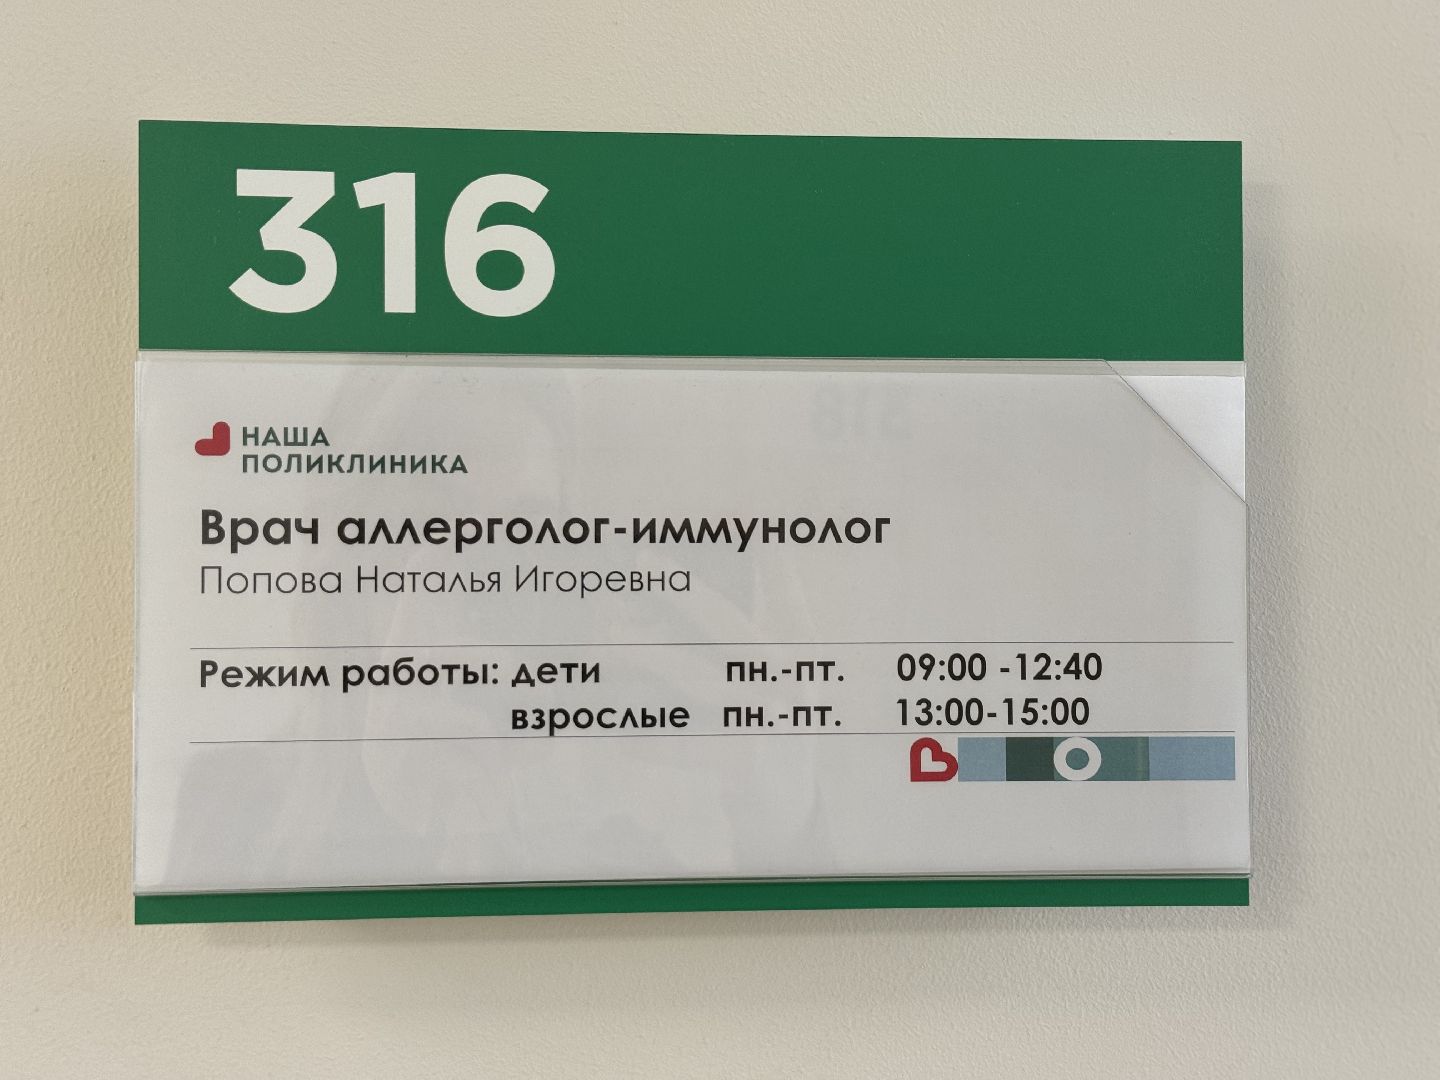 316
НАША
ПОЛИКЛИНИКА
Врач аллерголог-иммунолог
Попова Наталья Игоревна
Режим работы: дети пн.-пт. 09:00 -12:40
взрослые пн.-пт. 13:00-15:00